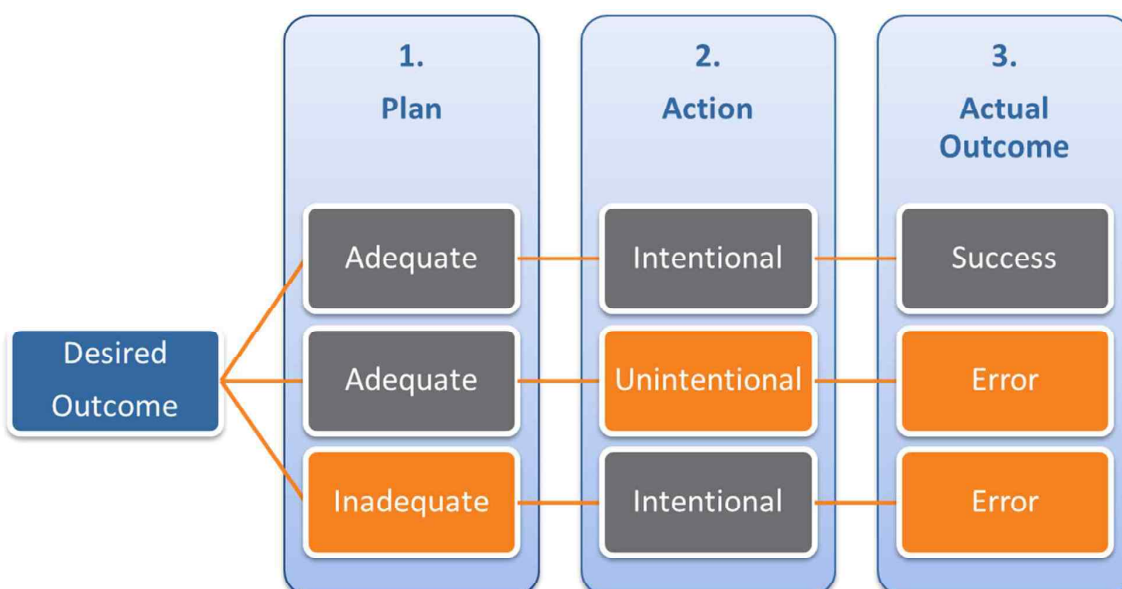 1.
Plan
2.
Action
3.
Actual
Outcome
Adequate
Intentional
Success
Desired
Outcome
Adequate
Unintentional
Error
Inadequate
Intentional
Error